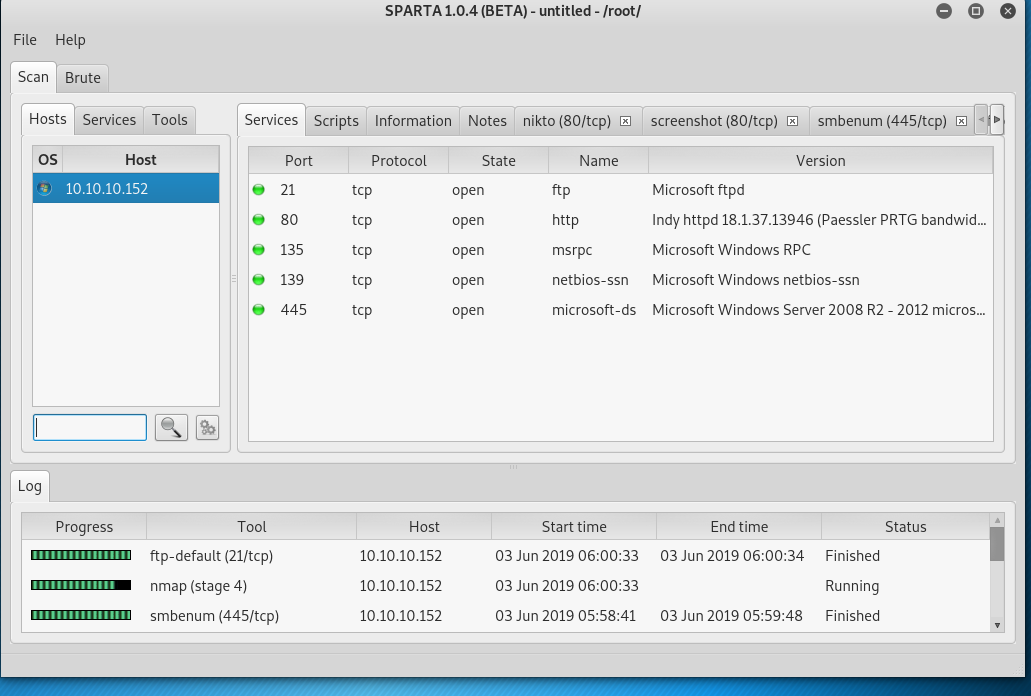 SPARTA 1.0.4 (BETA) - untitled - /root/
File Help
Scan Brute
Hosts Services Tools
Services Scripts Information Notes nikto (80/tcp) screenshot (80/tcp) smbenum (445/tcp)
OS Host
10.10.10.152
Port Protocol State Name Version
21 tcp open ftp Microsoft ftpd
80 tcp open http Indy httpd 18.1.37.13946 (Paessler PRTG bandwid...
135 tcp open msrpc Microsoft Windows RPC
139 tcp open netbios-ssn Microsoft Windows netbios-ssn
445 tcp open microsoft-ds Microsoft Windows Server 2008 R2 - 2012 micros...
Log
Progress Tool Host Start time End time Status
ftp-default (21/tcp) 10.10.10.152 03 Jun 2019 06:00:33 03 Jun 2019 06:00:34 Finished
nmap (stage 4) 10.10.10.152 03 Jun 2019 06:00:33 Running
smbenum (445/tcp) 10.10.10.152 03 Jun 2019 05:58:41 03 Jun 2019 05:59:48 Finished